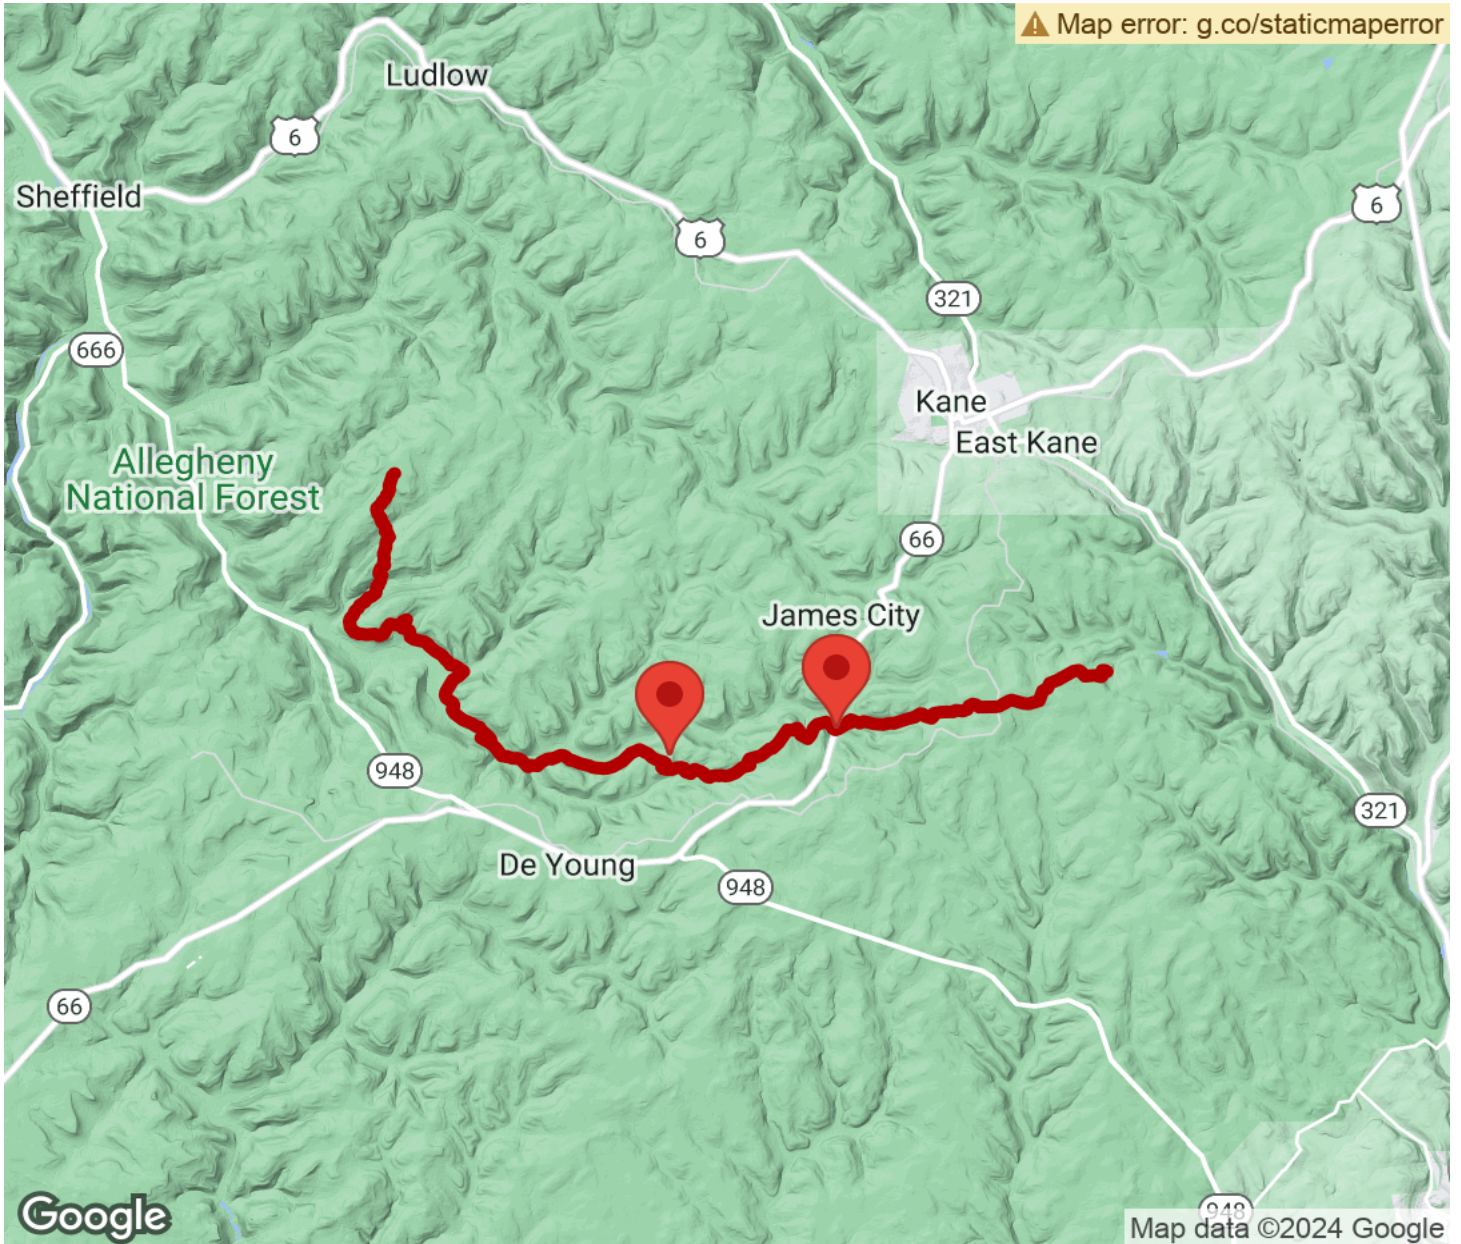 Map error: g.co/staticmaperror
Ludlow
6
Sheffield
6
6
321
666
Kane
East Kane
Allegheny
National Forest
66
James City
948
321
De Young
948
66
948
Google
Map data ©2024 Google